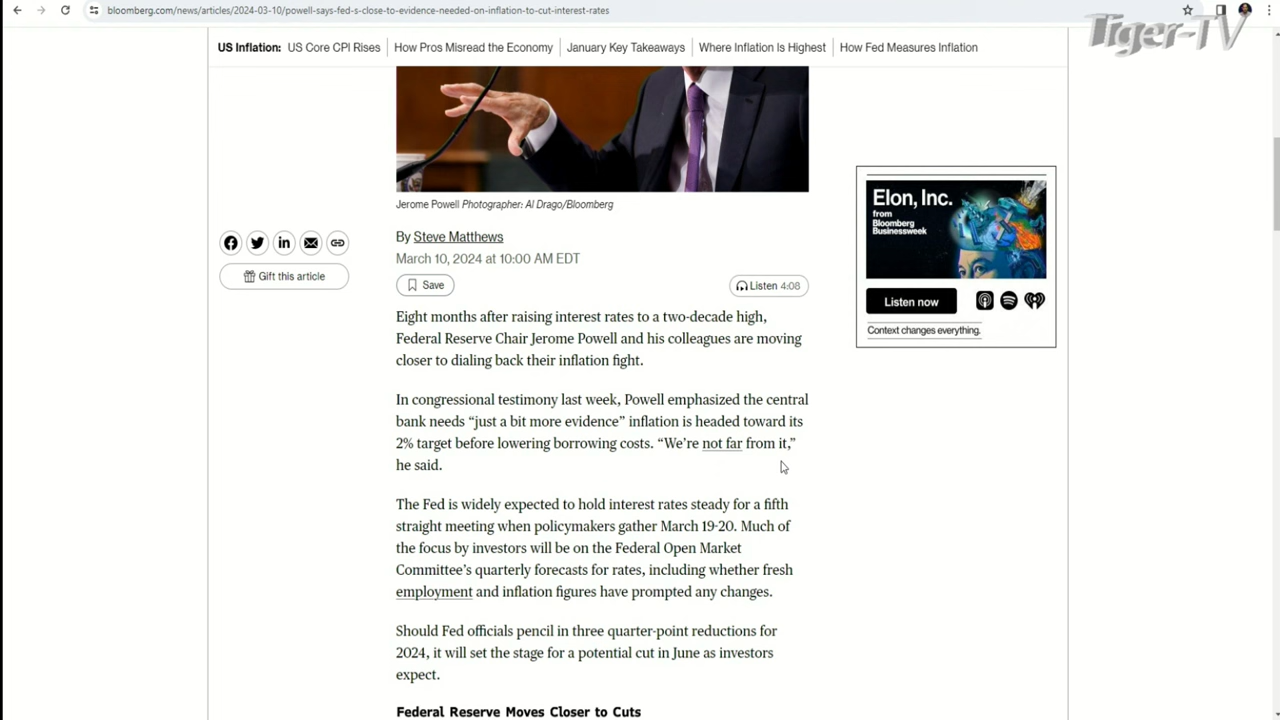 bloomberg.com/news/articles/2024-03-10/powell-says-fed-s-close-to-evidence-needed-on-inflation-to-cut-interest-rates
Tiger-TV
US Inflation: US Core CPI Rises | How Pros Misread the Economy | January Key Takeaways | Where Inflation Is Highest | How Fed Measures Inflation
Jerome Powell Photographer: Al Drago/Bloomberg
By Steve Matthews
March 10, 2024 at 10:00 AM EDT
Gift this article
Save
Listen 4:08
Eight months after raising interest rates to a two-decade high,
Federal Reserve Chair Jerome Powell and his colleagues are moving
closer to dialing back their inflation fight.
In congressional testimony last week, Powell emphasized the central
bank needs “just a bit more evidence” inflation is headed toward its
2% target before lowering borrowing costs. “We’re not far from it,”
he said.
The Fed is widely expected to hold interest rates steady for a fifth
straight meeting when policymakers gather March 19-20. Much of
the focus by investors will be on the Federal Open Market
Committee’s quarterly forecasts for rates, including whether fresh
employment and inflation figures have prompted any changes.
Should Fed officials pencil in three quarter-point reductions for
2024, it will set the stage for a potential cut in June as investors
expect.
Federal Reserve Moves Closer to Cuts
Elon, Inc.
from
Bloomberg
Businessweek
Listen now
Context changes everything.